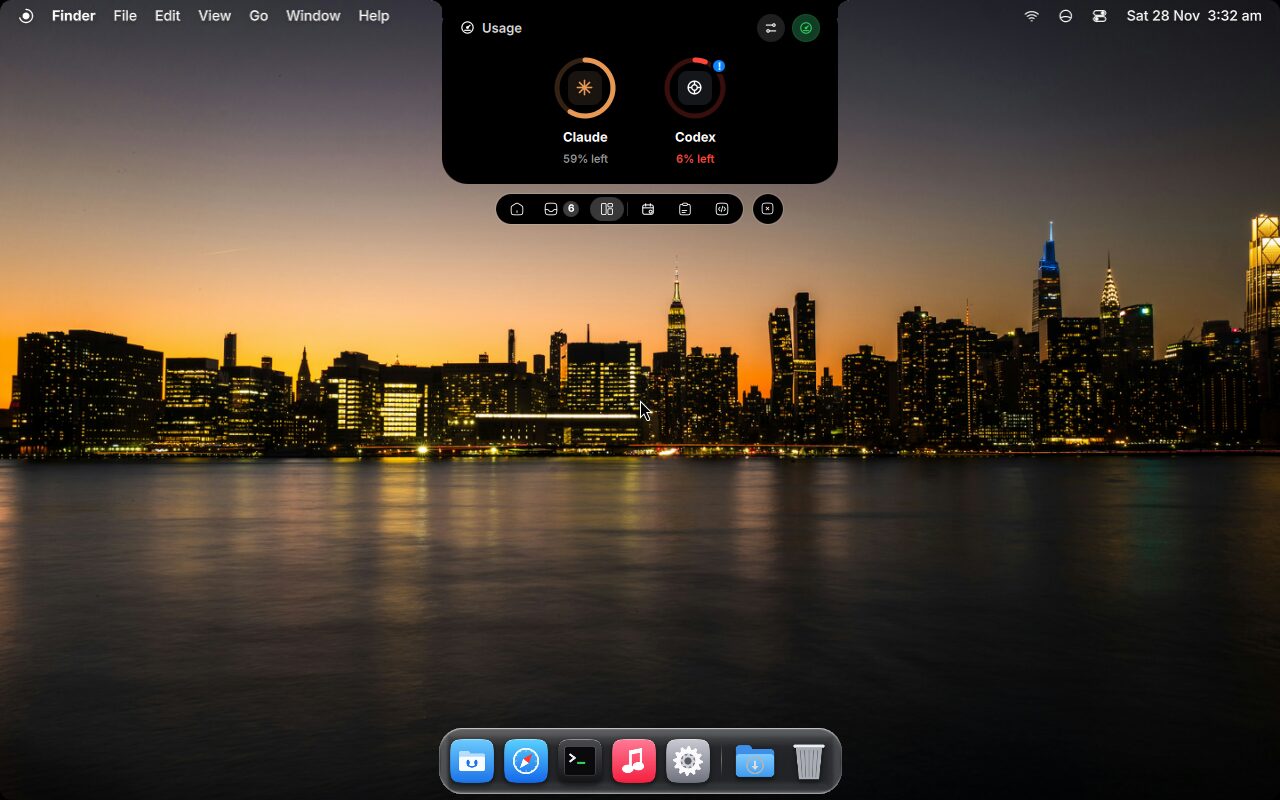 Finder File Edit View Go Window Help
Sat 28 Nov 3:32 am
Usage
Claude
59% left
Codex
6% left
6